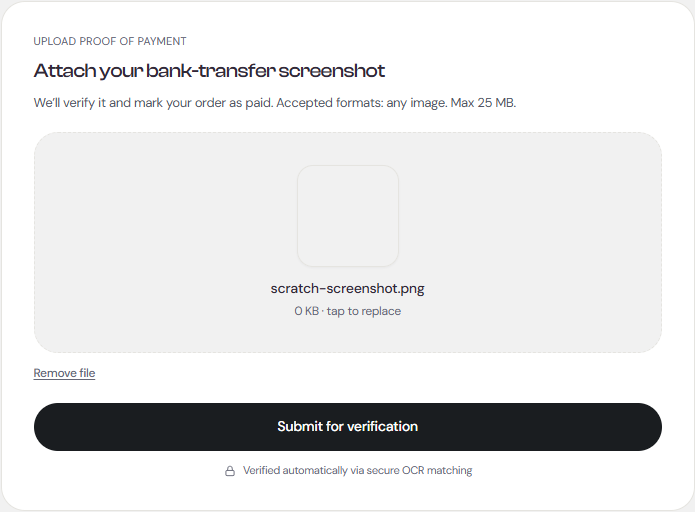 UPLOAD PROOF OF PAYMENT
Attach your bank-transfer screenshot
We'll verify it and mark your order as paid. Accepted formats: any image. Max 25 MB.
scratch-screenshot.png
0 KB · tap to replace
Remove file
Submit for verification
Verified automatically via secure OCR matching